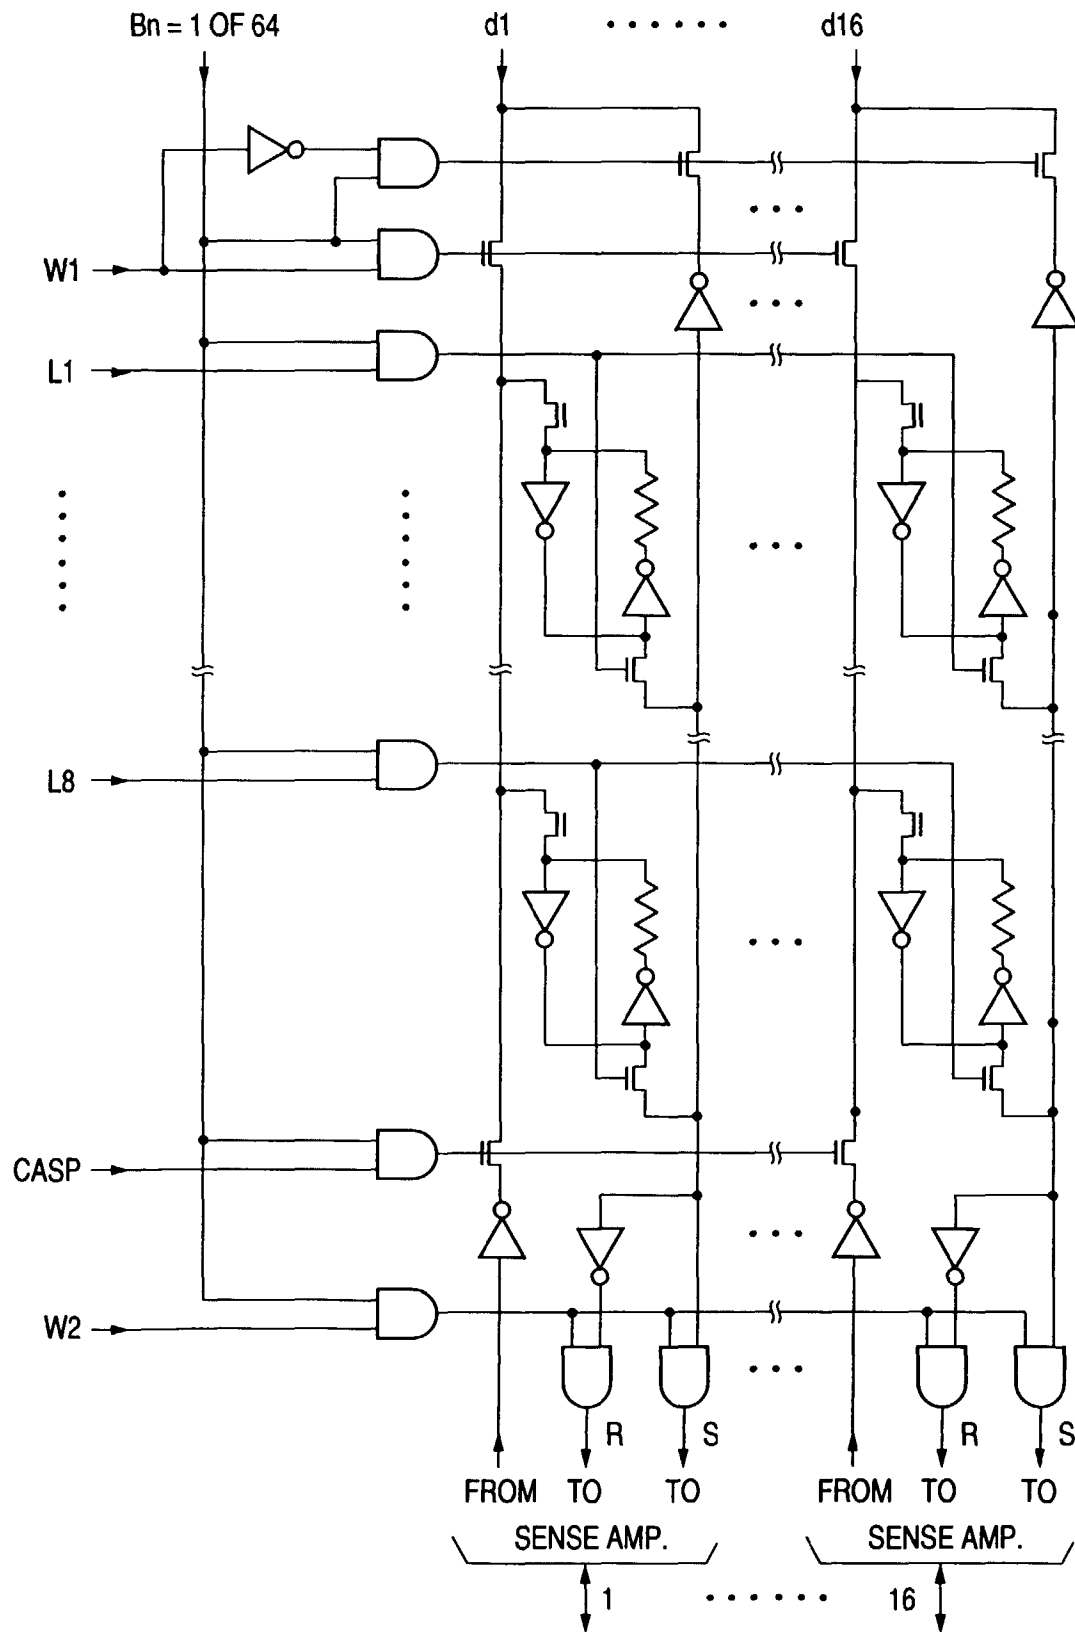 Bn = 1 OF 64 d1 d16
W1
L1
L8
CASP
W2
R S R S
FROM TO TO FROM TO TO
SENSE AMP. SENSE AMP.
1 16